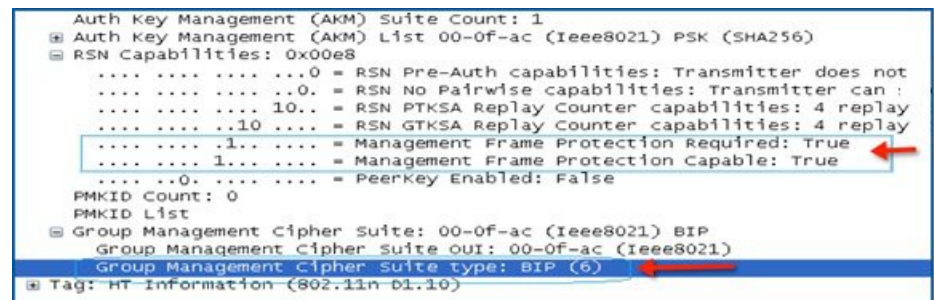 Auth Key Management (AKM) Suite Count: 1
Auth Key Management (AKM) List 00-0f-ac (Ieee8021) PSK (SHA256)
RSN Capabilities: 0x00e8
.... .... .... ...0 = RSN Pre-Auth capabilities: Transmitter does not
.... .... .... ..0. = RSN No Pairwise capabilities: Transmitter can
.... .... .... 10.. = RSN PTKSA Replay Counter capabilities: 4 replay
.... .... ..10 .... = RSN GTKSA Replay Counter capabilities: 4 replay
.... .... .1.. .... = Management Frame Protection Required: True
.... .... 1... .... = Management Frame Protection Capable: True
.... ..0. .... .... = PeerKey Enabled: False
PMKID Count: 0
PMKID List
Group Management Cipher Suite: 00-0f-ac (Ieee8021) BIP
Group Management Cipher Suite OUI: 00-0f-ac (Ieee8021)
Group Management Cipher Suite type: BIP (6)
Tag: HT Information (802.11n D1.10)